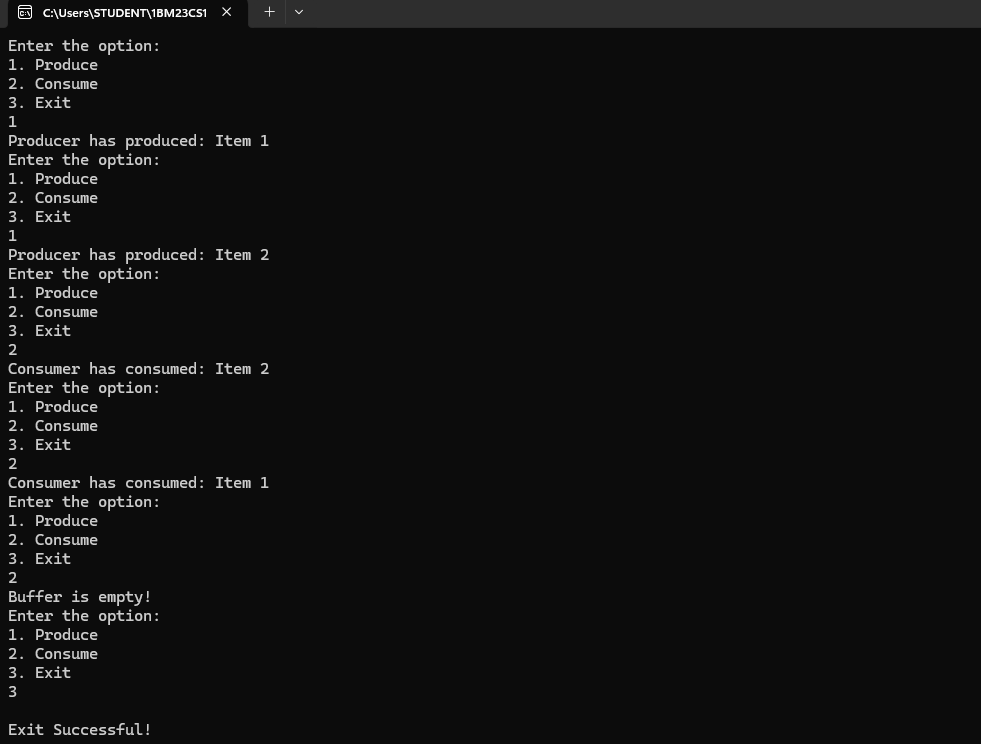 C:\Users\STUDENT\1BM23CS1
Enter the option:
1. Produce
2. Consume
3. Exit
1
Producer has produced: Item 1
Enter the option:
1. Produce
2. Consume
3. Exit
1
Producer has produced: Item 2
Enter the option:
1. Produce
2. Consume
3. Exit
2
Consumer has consumed: Item 2
Enter the option:
1. Produce
2. Consume
3. Exit
2
Consumer has consumed: Item 1
Enter the option:
1. Produce
2. Consume
3. Exit
2
Buffer is empty!
Enter the option:
1. Produce
2. Consume
3. Exit
3
Exit Successful!